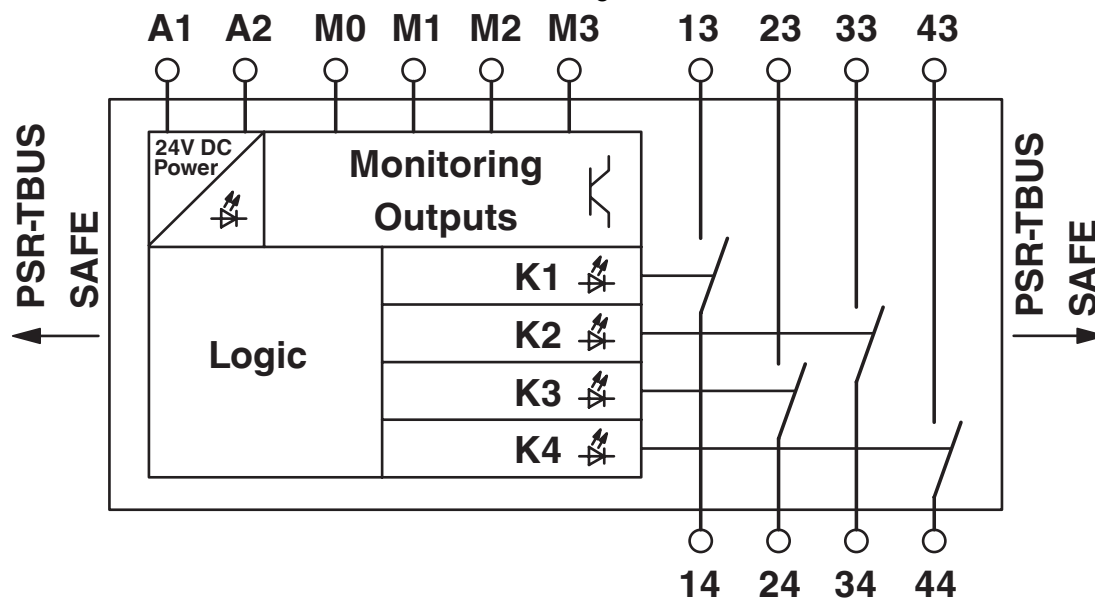 A1 A2 M0 M1 M2 M3 13 23 33 43
PSR-TBUS
SAFE
24V DC
Power
Monitoring
Outputs
Logic
K1
K2
K3
K4
PSR-TBUS
SAFE
14 24 34 44